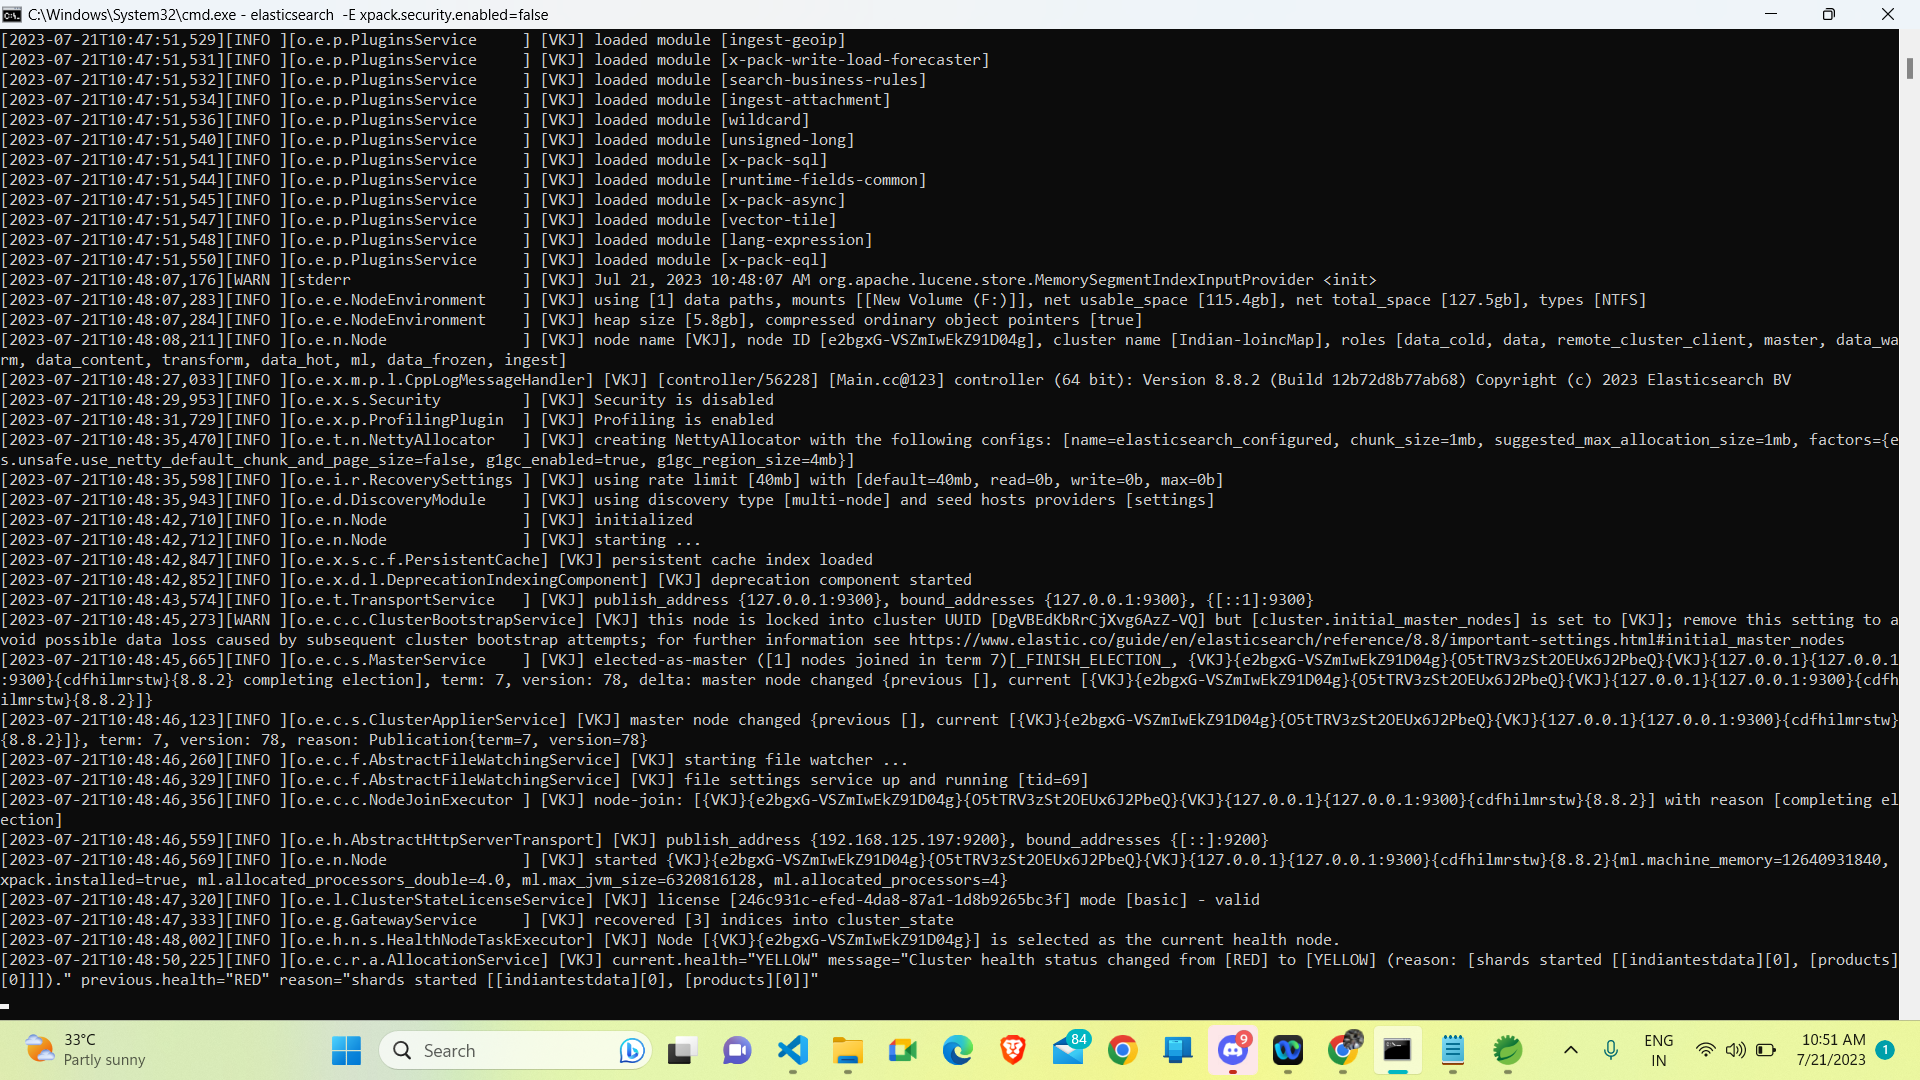 C:\Windows\System32\cmd.exe - elasticsearch  -E xpack.security.enabled=false
[2023-07-21T10:47:51,529][INFO ][o.e.p.PluginsService     ] [VKJ] loaded module [ingest-geoip]
[2023-07-21T10:47:51,531][INFO ][o.e.p.PluginsService     ] [VKJ] loaded module [x-pack-write-load-forecaster]
[2023-07-21T10:47:51,532][INFO ][o.e.p.PluginsService     ] [VKJ] loaded module [search-business-rules]
[2023-07-21T10:47:51,534][INFO ][o.e.p.PluginsService     ] [VKJ] loaded module [ingest-attachment]
[2023-07-21T10:47:51,536][INFO ][o.e.p.PluginsService     ] [VKJ] loaded module [wildcard]
[2023-07-21T10:47:51,540][INFO ][o.e.p.PluginsService     ] [VKJ] loaded module [unsigned-long]
[2023-07-21T10:47:51,541][INFO ][o.e.p.PluginsService     ] [VKJ] loaded module [x-pack-sql]
[2023-07-21T10:47:51,544][INFO ][o.e.p.PluginsService     ] [VKJ] loaded module [runtime-fields-common]
[2023-07-21T10:47:51,545][INFO ][o.e.p.PluginsService     ] [VKJ] loaded module [x-pack-async]
[2023-07-21T10:47:51,547][INFO ][o.e.p.PluginsService     ] [VKJ] loaded module [vector-tile]
[2023-07-21T10:47:51,548][INFO ][o.e.p.PluginsService     ] [VKJ] loaded module [lang-expression]
[2023-07-21T10:47:51,550][INFO ][o.e.p.PluginsService     ] [VKJ] loaded module [x-pack-eql]
[2023-07-21T10:48:07,176][WARN ][stderr                   ] [VKJ] Jul 21, 2023 10:48:07 AM org.apache.lucene.store.MemorySegmentIndexInputProvider <init>
[2023-07-21T10:48:07,283][INFO ][o.e.e.NodeEnvironment    ] [VKJ] using [1] data paths, mounts [[New Volume (F:)]], net usable_space [115.4gb], net total_space [127.5gb], types [NTFS]
[2023-07-21T10:48:07,284][INFO ][o.e.e.NodeEnvironment    ] [VKJ] heap size [5.8gb], compressed ordinary object pointers [true]
[2023-07-21T10:48:08,211][INFO ][o.e.n.Node               ] [VKJ] node name [VKJ], node ID [e2bgxG-VSZmIwEkZ91D04g], cluster name [Indian-loincMap], roles [data_cold, data, remote_cluster_client, master, data_wa
rm, data_content, transform, data_hot, ml, data_frozen, ingest]
[2023-07-21T10:48:27,033][INFO ][o.e.x.m.p.l.CppLogMessageHandler] [VKJ] [controller/56228] [Main.cc@123] controller (64 bit): Version 8.8.2 (Build 12b72d8b77ab68) Copyright (c) 2023 Elasticsearch BV
[2023-07-21T10:48:29,953][INFO ][o.e.x.s.Security         ] [VKJ] Security is disabled
[2023-07-21T10:48:31,729][INFO ][o.e.x.p.ProfilingPlugin  ] [VKJ] Profiling is enabled
[2023-07-21T10:48:35,470][INFO ][o.e.t.n.NettyAllocator   ] [VKJ] creating NettyAllocator with the following configs: [name=elasticsearch_configured, chunk_size=1mb, suggested_max_allocation_size=1mb, factors={e
s.unsafe.use_netty_default_chunk_and_page_size=false, g1gc_enabled=true, g1gc_region_size=4mb}]
[2023-07-21T10:48:35,598][INFO ][o.e.i.r.RecoverySettings ] [VKJ] using rate limit [40mb] with [default=40mb, read=0b, write=0b, max=0b]
[2023-07-21T10:48:35,943][INFO ][o.e.d.DiscoveryModule    ] [VKJ] using discovery type [multi-node] and seed hosts providers [settings]
[2023-07-21T10:48:42,710][INFO ][o.e.n.Node               ] [VKJ] initialized
[2023-07-21T10:48:42,712][INFO ][o.e.n.Node               ] [VKJ] starting ...
[2023-07-21T10:48:42,847][INFO ][o.e.x.s.c.f.PersistentCache] [VKJ] persistent cache index loaded
[2023-07-21T10:48:42,852][INFO ][o.e.x.d.l.DeprecationIndexingComponent] [VKJ] deprecation component started
[2023-07-21T10:48:43,574][INFO ][o.e.t.TransportService   ] [VKJ] publish_address {127.0.0.1:9300}, bound_addresses {127.0.0.1:9300}, {[::1]:9300}
[2023-07-21T10:48:45,273][WARN ][o.e.c.c.ClusterBootstrapService] [VKJ] this node is locked into cluster UUID [DgVBEdKbRrCjXvg6AzZ-VQ] but [cluster.initial_master_nodes] is set to [VKJ]; remove this setting to a
void possible data loss caused by subsequent cluster bootstrap attempts; for further information see https://www.elastic.co/guide/en/elasticsearch/reference/8.8/important-settings.html#initial_master_nodes
[2023-07-21T10:48:45,665][INFO ][o.e.c.s.MasterService    ] [VKJ] elected-as-master ([1] nodes joined in term 7)[_FINISH_ELECTION_, {VKJ}{e2bgxG-VSZmIwEkZ91D04g}{O5tTRV3zSt2OEUx6J2PbeQ}{VKJ}{127.0.0.1}{127.0.0.1
:9300}{cdfhilmrstw}{8.8.2} completing election], term: 7, version: 78, delta: master node changed {previous [], current [{VKJ}{e2bgxG-VSZmIwEkZ91D04g}{O5tTRV3zSt2OEUx6J2PbeQ}{VKJ}{127.0.0.1}{127.0.0.1:9300}{cdfh
ilmrstw}{8.8.2}]}
[2023-07-21T10:48:46,123][INFO ][o.e.c.s.ClusterApplierService] [VKJ] master node changed {previous [], current [{VKJ}{e2bgxG-VSZmIwEkZ91D04g}{O5tTRV3zSt2OEUx6J2PbeQ}{VKJ}{127.0.0.1}{127.0.0.1:9300}{cdfhilmrstw}
{8.8.2}]}, term: 7, version: 78, reason: Publication{term=7, version=78}
[2023-07-21T10:48:46,260][INFO ][o.e.c.f.AbstractFileWatchingService] [VKJ] starting file watcher ...
[2023-07-21T10:48:46,329][INFO ][o.e.c.f.AbstractFileWatchingService] [VKJ] file settings service up and running [tid=69]
[2023-07-21T10:48:46,356][INFO ][o.e.c.c.NodeJoinExecutor ] [VKJ] node-join: [{VKJ}{e2bgxG-VSZmIwEkZ91D04g}{O5tTRV3zSt2OEUx6J2PbeQ}{VKJ}{127.0.0.1}{127.0.0.1:9300}{cdfhilmrstw}{8.8.2}] with reason [completing el
ection]
[2023-07-21T10:48:46,559][INFO ][o.e.h.AbstractHttpServerTransport] [VKJ] publish_address {192.168.125.197:9200}, bound_addresses {[::]:9200}
[2023-07-21T10:48:46,569][INFO ][o.e.n.Node               ] [VKJ] started {VKJ}{e2bgxG-VSZmIwEkZ91D04g}{O5tTRV3zSt2OEUx6J2PbeQ}{VKJ}{127.0.0.1}{127.0.0.1:9300}{cdfhilmrstw}{8.8.2}{ml.machine_memory=12640931840,
xpack.installed=true, ml.allocated_processors_double=4.0, ml.max_jvm_size=6320816128, ml.allocated_processors=4}
[2023-07-21T10:48:47,320][INFO ][o.e.l.ClusterStateLicenseService] [VKJ] license [246c931c-efed-4da8-87a1-1d8b9265bc3f] mode [basic] - valid
[2023-07-21T10:48:47,333][INFO ][o.e.g.GatewayService     ] [VKJ] recovered [3] indices into cluster_state
[2023-07-21T10:48:48,002][INFO ][o.e.h.n.s.HealthNodeTaskExecutor] [VKJ] Node [{VKJ}{e2bgxG-VSZmIwEkZ91D04g}] is selected as the current health node.
[2023-07-21T10:48:50,225][INFO ][o.e.c.r.a.AllocationService] [VKJ] current.health="YELLOW" message="Cluster health status changed from [RED] to [YELLOW] (reason: [shards started [[indiantestdata][0], [products]
[0]]])." previous.health="RED" reason="shards started [[indiantestdata][0], [products][0]]"
33°C
Partly sunny
Search
84
9
ENG
IN
10:51 AM
7/21/2023
1